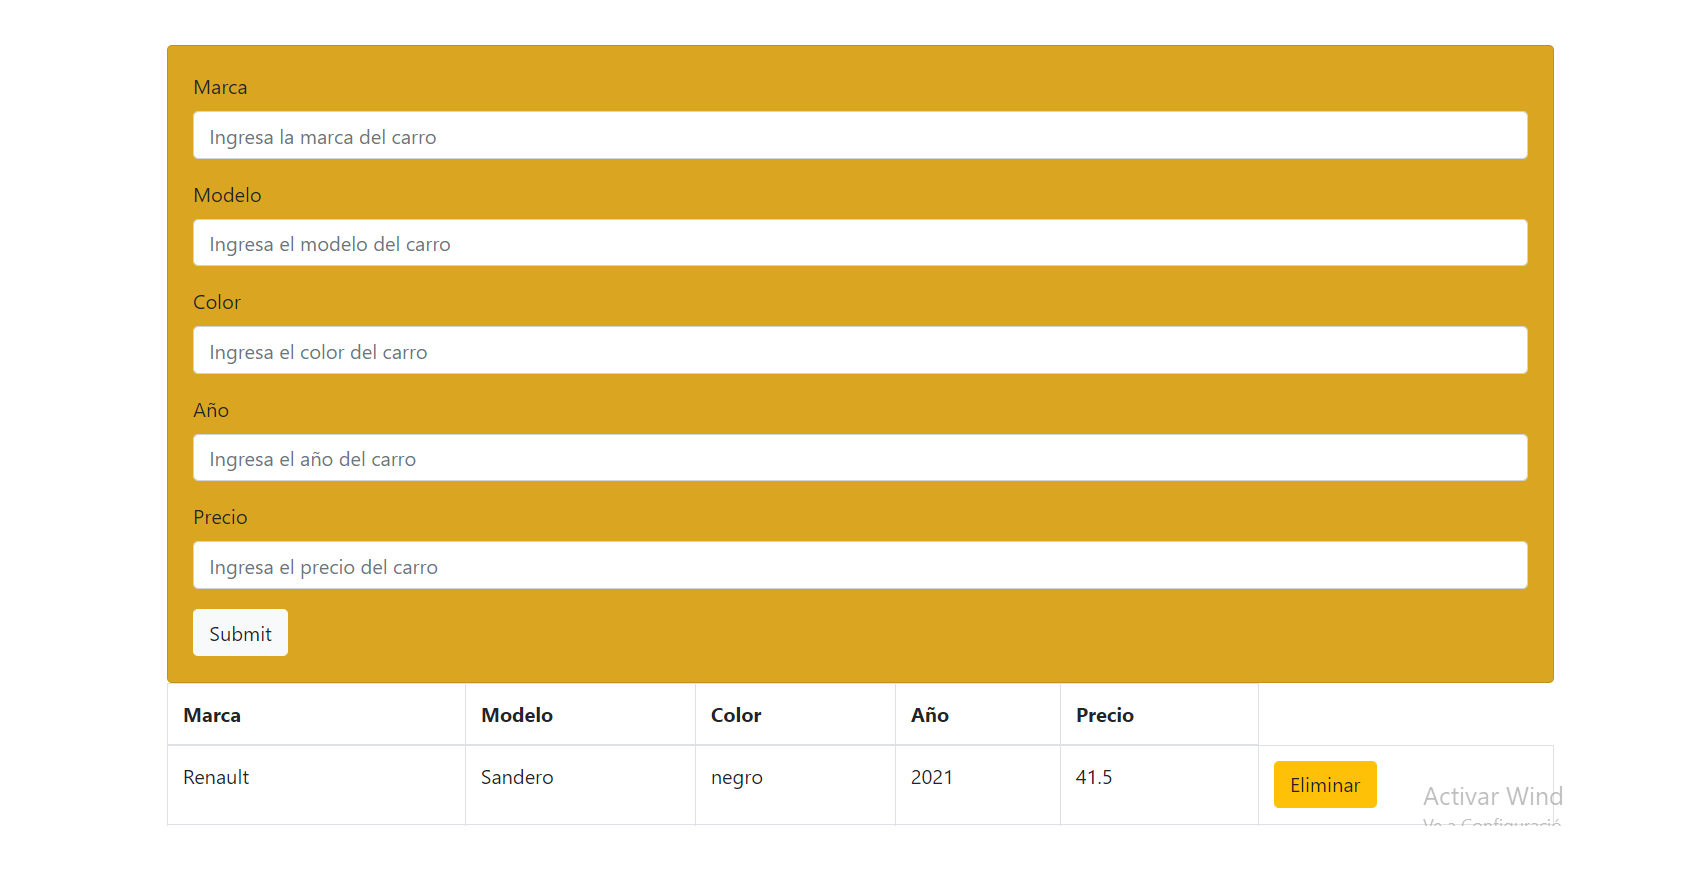 Marca
Ingresa la marca del carro
Modelo
Ingresa el modelo del carro
Color
Ingresa el color del carro
Año
Ingresa el año del carro
Precio
Ingresa el precio del carro
Submit
Marca Modelo Color Año Precio
Renault Sandero negro 2021 41.5 Eliminar
Activar Wind
Ve a Configuració